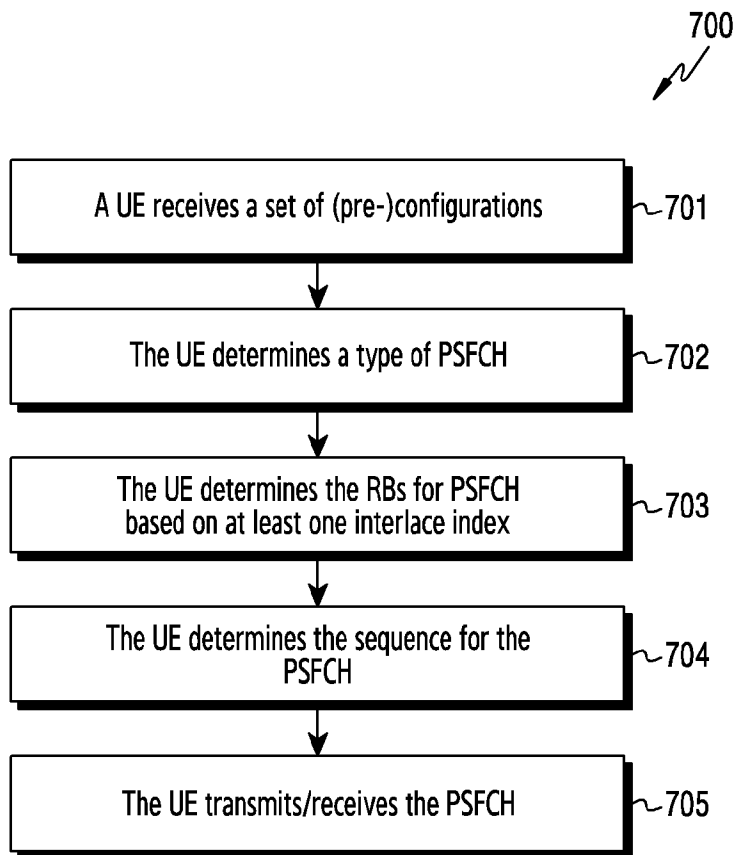 700
A UE receives a set of (pre-)configurations
701
The UE determines a type of PSFCH
702
The UE determines the RBs for PSFCH
based on at least one interlace index
703
The UE determines the sequence for the
PSFCH
704
The UE transmits/receives the PSFCH
705